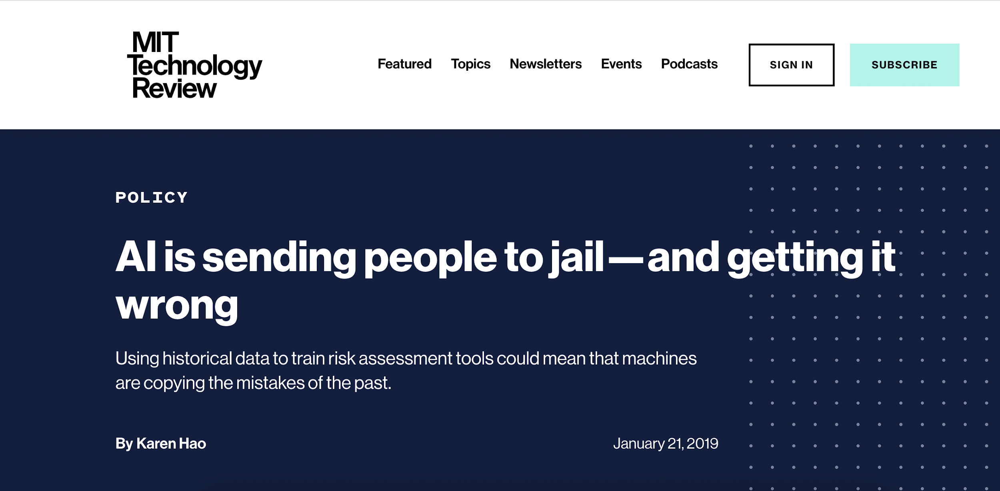 MIT
Technology
Review
Featured Topics Newsletters Events Podcasts SIGN IN SUBSCRIBE
POLICY
AI is sending people to jail—and getting it
wrong
Using historical data to train risk assessment tools could mean that machines
are copying the mistakes of the past.
By Karen Hao January 21, 2019